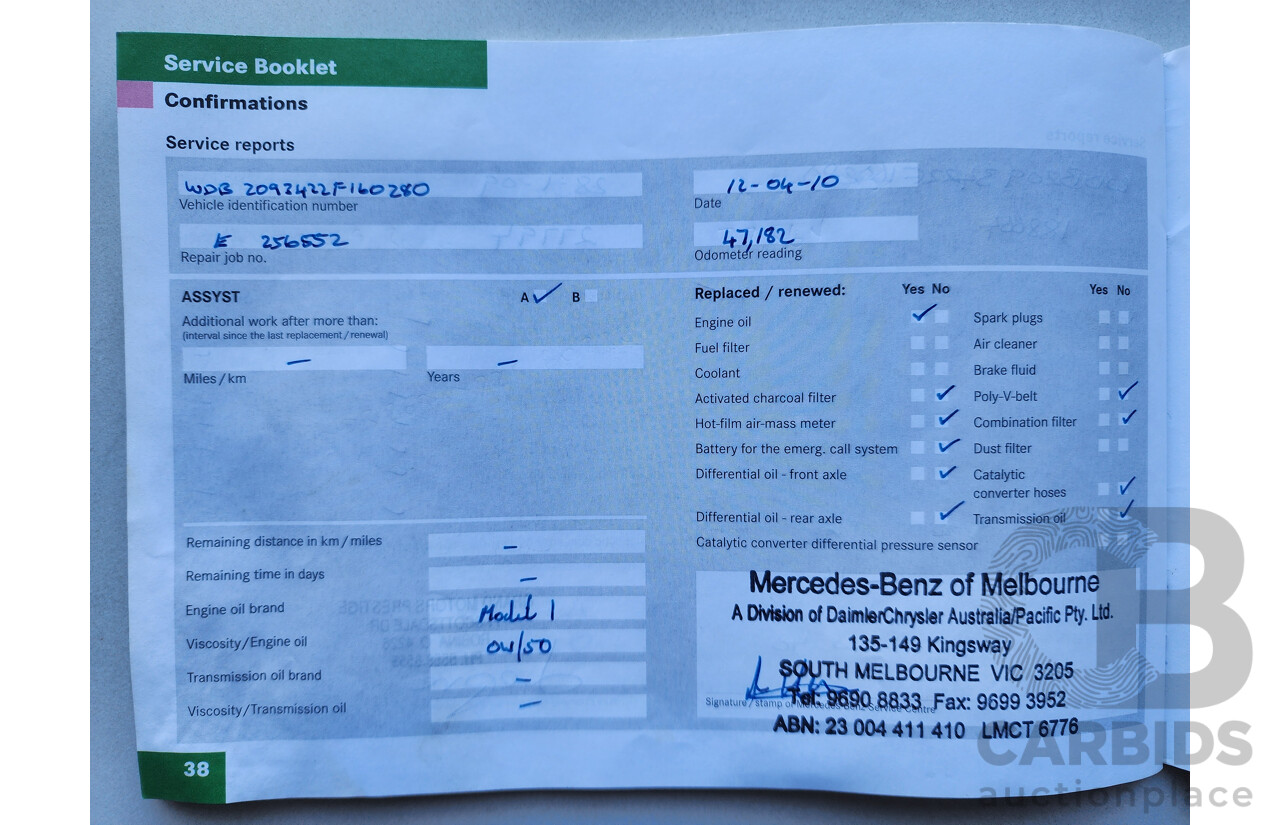 Service Booklet
Confirmations
Service reports
WDB 2093422F160280
Vehicle identification number
12-04-10
Date
E 256552
Repair job no.
47,182
Odometer reading
ASSYST A ✓ B
Additional work after more than:
(interval since the last replacement / renewal)
— —
Miles / km Years
Replaced / renewed: Yes No Yes No
Engine oil ✓ Spark plugs
Fuel filter Air cleaner
Coolant Brake fluid
Activated charcoal filter ✓ Poly-V-belt ✓
Hot-film air-mass meter ✓ Combination filter ✓
Battery for the emerg. call system ✓ Dust filter
Differential oil - front axle ✓ Catalytic
converter hoses ✓
Differential oil - rear axle ✓ Transmission oil ✓
Catalytic converter differential pressure sensor
Remaining distance in km / miles —
Remaining time in days —
Engine oil brand Mobil 1
Viscosity/Engine oil 0W/50
Transmission oil brand —
Viscosity/Transmission oil —
Mercedes-Benz of Melbourne
A Division of DaimlerChrysler Australia/Pacific Pty. Ltd.
135-149 Kingsway
SOUTH MELBOURNE VIC 3205
Tel: 9690 8833 Fax: 9699 3952
Signature/stamp of Mercedes-Benz Service Centre
ABN: 23 004 411 410 LMCT 6776
38
CARBIDS
auctionplace